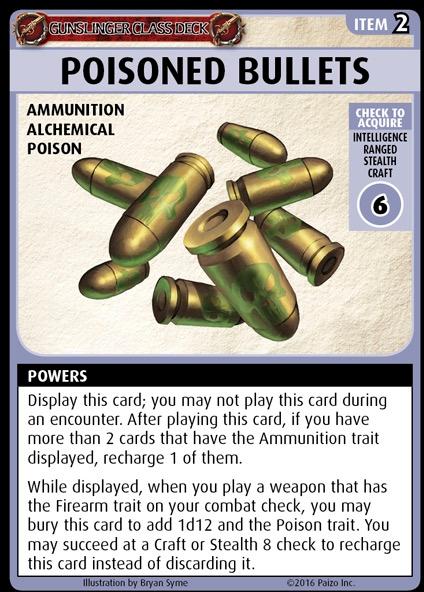 GUNSLINGER CLASS DECK
ITEM 2
POISONED BULLETS
AMMUNITION
ALCHEMICAL
POISON
CHECK TO
ACQUIRE
INTELLIGENCE
RANGED
STEALTH
CRAFT
6
POWERS
Display this card; you may not play this card during
an encounter. After playing this card, if you have
more than 2 cards that have the Ammunition trait
displayed, recharge 1 of them.
While displayed, when you play a weapon that has
the Firearm trait on your combat check, you may
bury this card to add 1d12 and the Poison trait. You
may succeed at a Craft or Stealth 8 check to recharge
this card instead of discarding it.
Illustration by Bryan Syme
©2016 Paizo Inc.